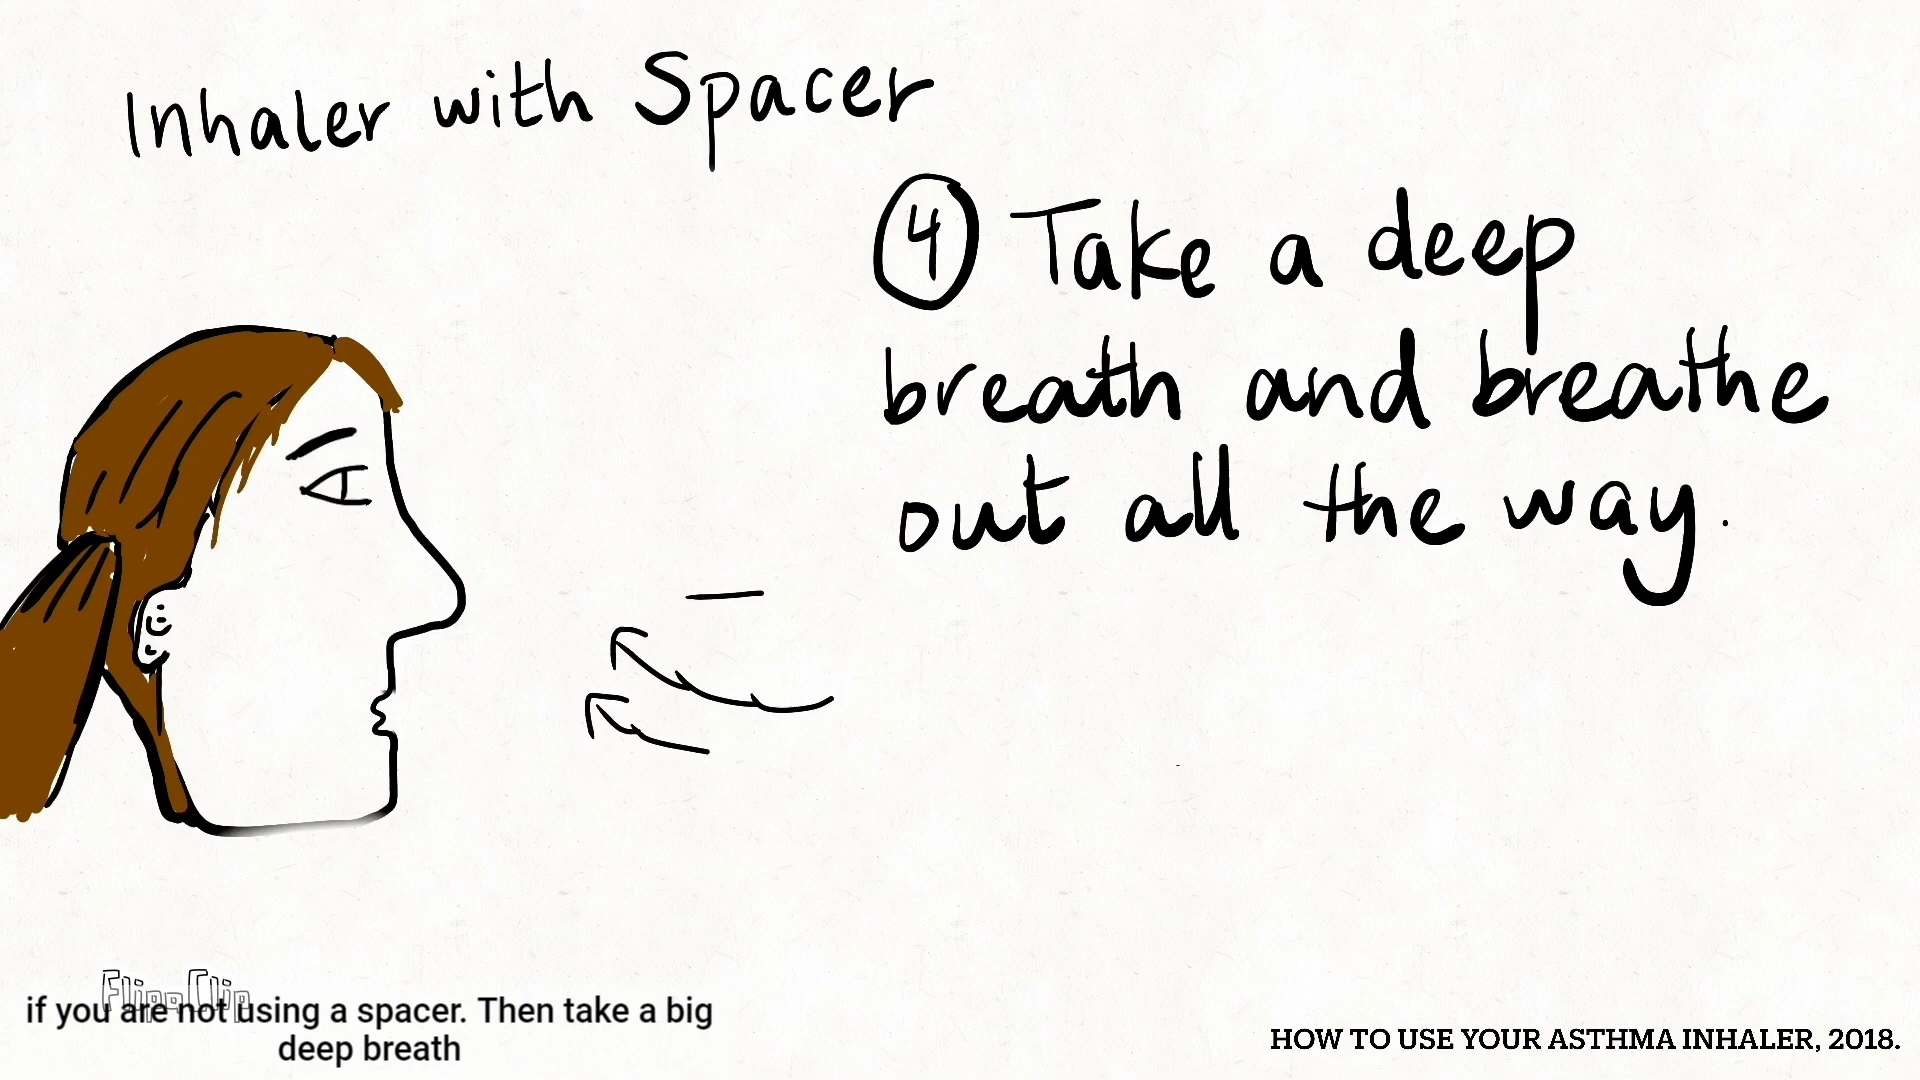 Inhaler with Spacer
4 Take a deep
breath and breathe
out all the way.
FlipaClip
if you are not using a spacer. Then take a big
deep breath
HOW TO USE YOUR ASTHMA INHALER, 2018.